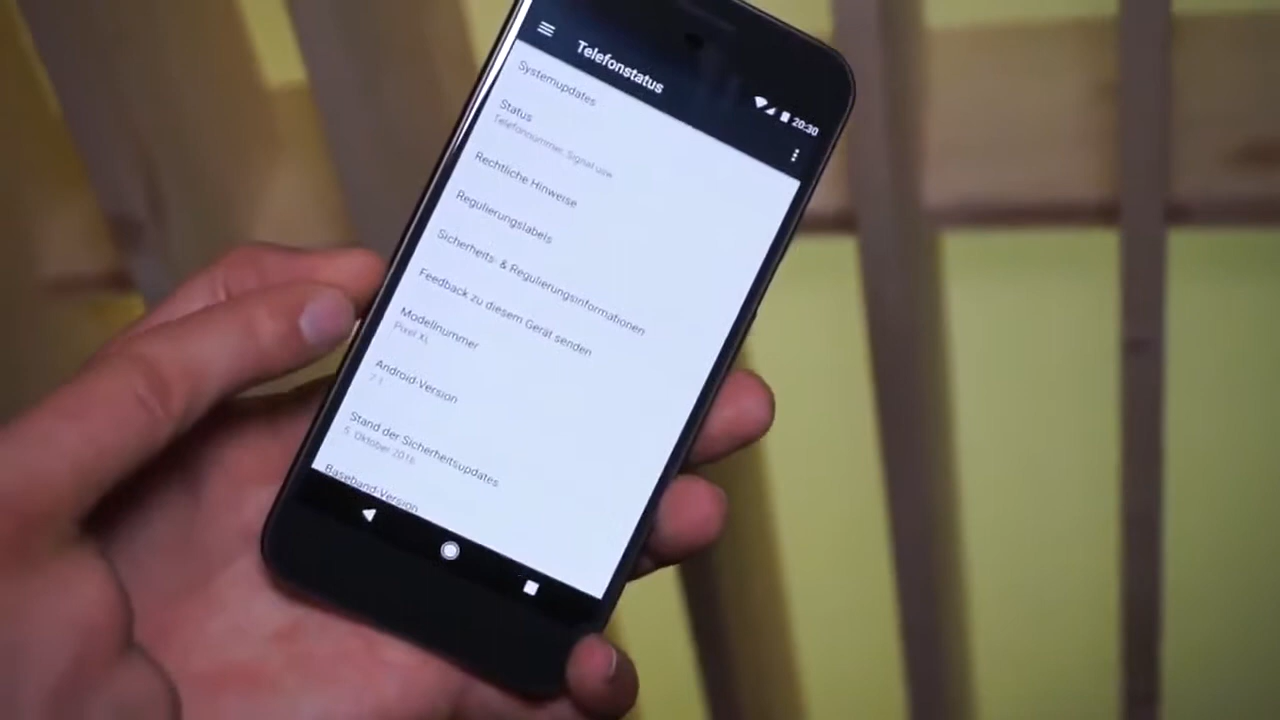 20:30
Telefonstatus
Systemupdates
Status
Telefonnummer, Signal usw.
Rechtliche Hinweise
Regulierungslabels
Sicherheits- & Regulierungsinformationen
Feedback zu diesem Gerät senden
Modellnummer
Pixel XL
Android-Version
7.1
Stand der Sicherheitsupdates
5. Oktober 2016
Baseband-Version